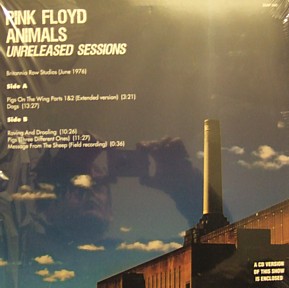 PINK FLOYD
ANIMALS
UNRELEASED SESSIONS
Britannia Row Studios (June 1976)
Side A
Pigs On The Wing Parts 1&2 (Extended version) (3:21)
Dogs (13:27)
Side B
Raving And Drooling (10:26)
Pigs (Three Different Ones) (11:27)
Message From The Sheep (Field recording) (0:36)
A CD VERSION
OF THIS SHOW
IS ENCLOSED